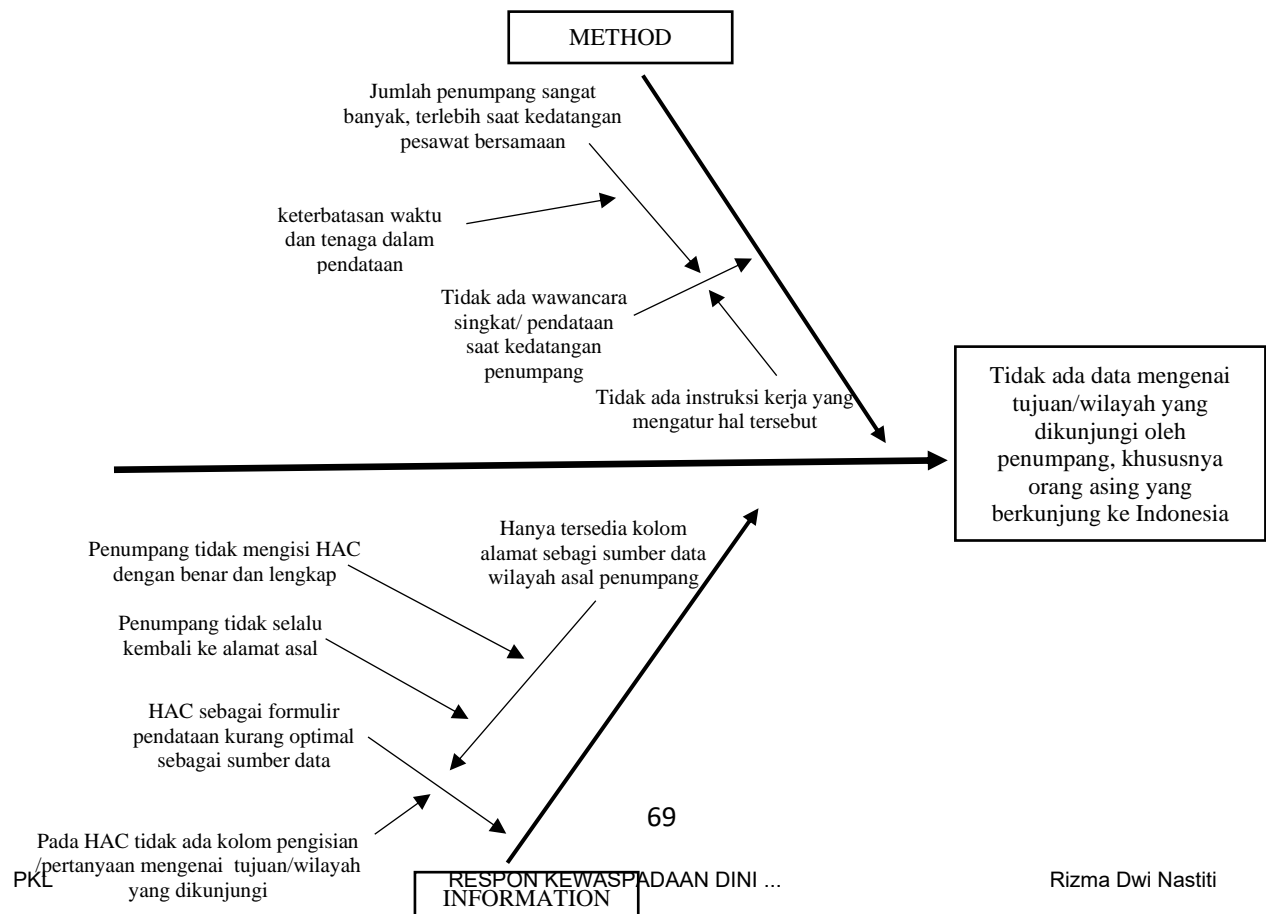 METHOD
Jumlah penumpang sangat
banyak, terlebih saat kedatangan
pesawat bersamaan
keterbatasan waktu
dan tenaga dalam
pendataan
Tidak ada wawancara
singkat/ pendataan
saat kedatangan
penumpang
Tidak ada instruksi kerja yang
mengatur hal tersebut
Tidak ada data mengenai
tujuan/wilayah yang
dikunjungi oleh
penumpang, khususnya
orang asing yang
berkunjung ke Indonesia
Hanya tersedia kolom
alamat sebagi sumber data
wilayah asal penumpang
Penumpang tidak mengisi HAC
dengan benar dan lengkap
Penumpang tidak selalu
kembali ke alamat asal
HAC sebagai formulir
pendataan kurang optimal
sebagai sumber data
Pada HAC tidak ada kolom pengisian
/pertanyaan mengenai tujuan/wilayah
yang dikunjungi
INFORMATION
69
PKL RESPON KEWASPADAAN DINI ... Rizma Dwi Nastiti